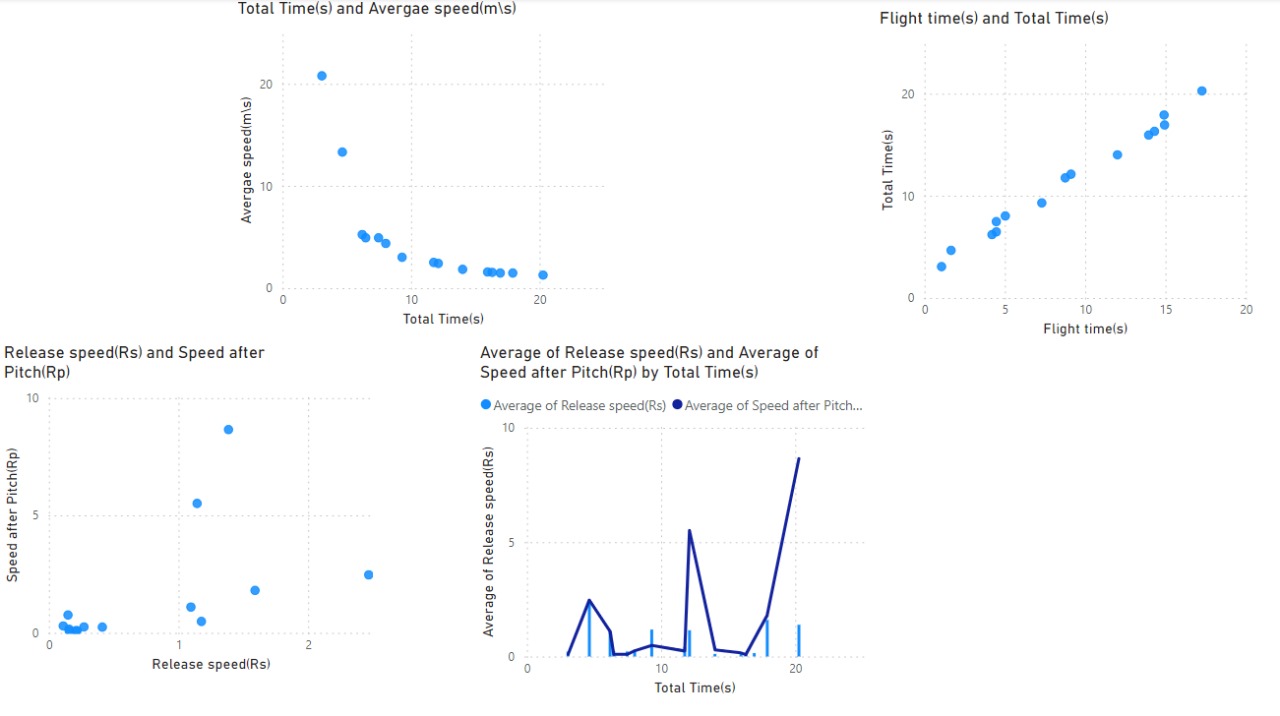 Total Time(s) and Avergae speed(m\s)
Avergae speed(m\s)
20
10
0
0 10 20
Total Time(s)
Flight time(s) and Total Time(s)
Total Time(s)
20
10
0
0 5 10 15 20
Flight time(s)
Release speed(Rs) and Speed after
Pitch(Rp)
Speed after Pitch(Rp)
10
5
0
0 1 2
Release speed(Rs)
Average of Release speed(Rs) and Average of
Speed after Pitch(Rp) by Total Time(s)
Average of Release speed(Rs) Average of Speed after Pitch...
Average of Release speed(Rs)
10
5
0
0 10 20
Total Time(s)